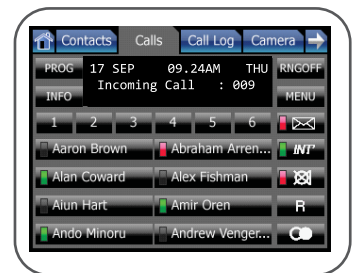 Contacts Calls Call Log Camera
PROG 17 SEP 09.24AM THU RNGOFF
INFO Incoming Call : 009 MENU
1 2 3 4 5 6
Aaron Brown Abraham Arren... INT'
Alan Coward Alex Fishman
Aiun Hart Amir Oren R
Ando Minoru Andrew Venger...